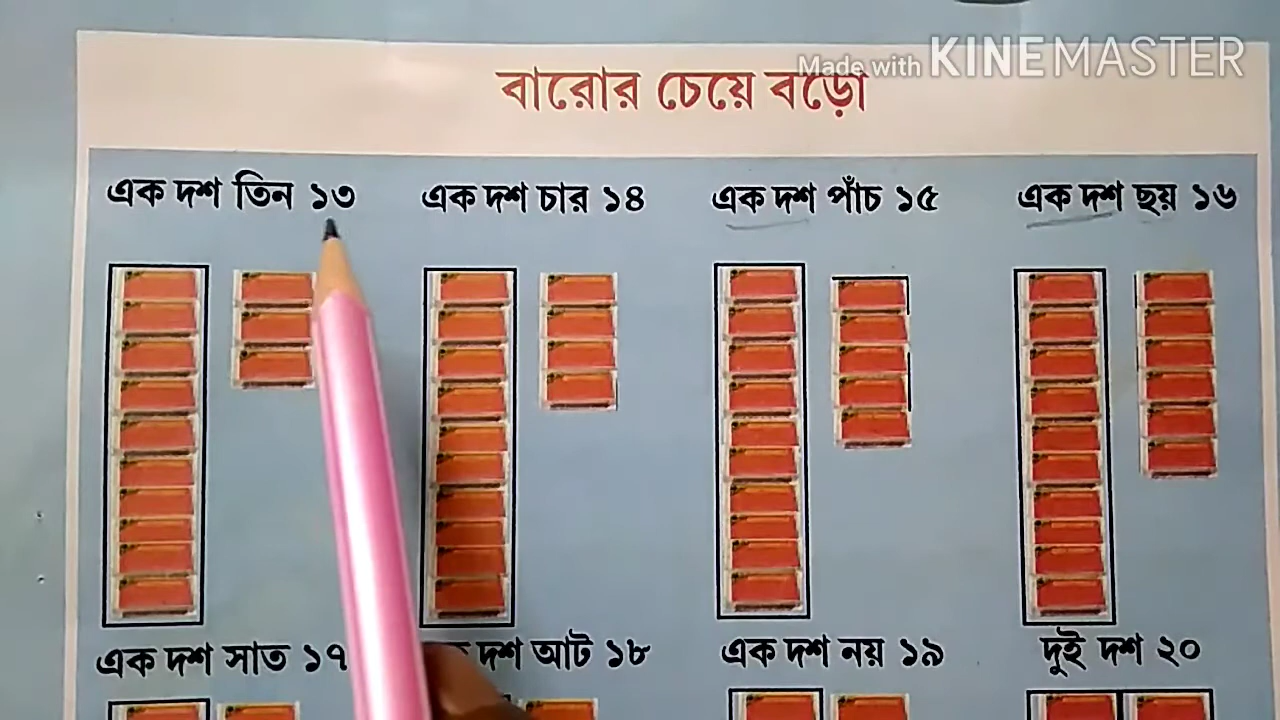 Made with KINEMASTER
বারোর চেয়ে বড়ো
এক দশ তিন ১৩ এক দশ চার ১৪ এক দশ পাঁচ ১৫ এক দশ ছয় ১৬
এক দশ সাত ১৭ দশ আট ১৮ এক দশ নয় ১৯ দুই দশ ২০